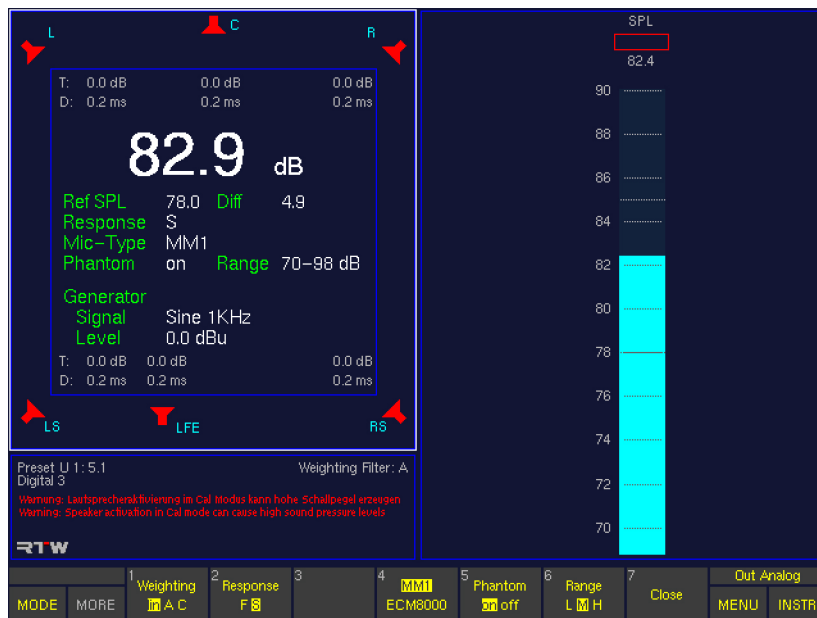 L
C
R
T: 0.0 dB 0.0 dB 0.0 dB
D: 0.2 ms 0.2 ms 0.2 ms
82.9 dB
Ref SPL 78.0 Diff 4.9
Response S
Mic-Type MM1
Phantom on Range 70-98 dB
Generator
Signal Sine 1KHz
Level 0.0 dBu
T: 0.0 dB 0.0 dB 0.0 dB
D: 0.2 ms 0.2 ms 0.2 ms
LS
LFE
RS
Preset U 1: 5.1 Weighting Filter: A
Digital 3
Warnung: Lautsprecheraktivierung im Cal Modus kann hohe Schallpegel erzeugen
Warning: Speaker activation in Cal mode can cause high sound pressure levels
RTW
SPL
82.4
90
88
86
84
82
80
78
76
74
72
70
MODE
MORE
1 Weighting
lin A C
2 Response
F S
3
4 MM1
ECM8000
5 Phantom
on off
6 Range
L M H
7 Close
Out Analog
MENU
INSTR